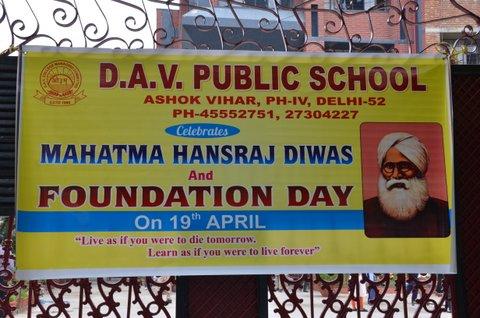 D.A.V. PUBLIC SCHOOL
ASHOK VIHAR, PH-IV, DELHI-52
PH-45552751, 27304227
Celebrates
MAHATMA HANSRAJ DIWAS
And
FOUNDATION DAY
On 19th APRIL
"Live as if you were to die tomorrow,
Learn as if you were to live forever"